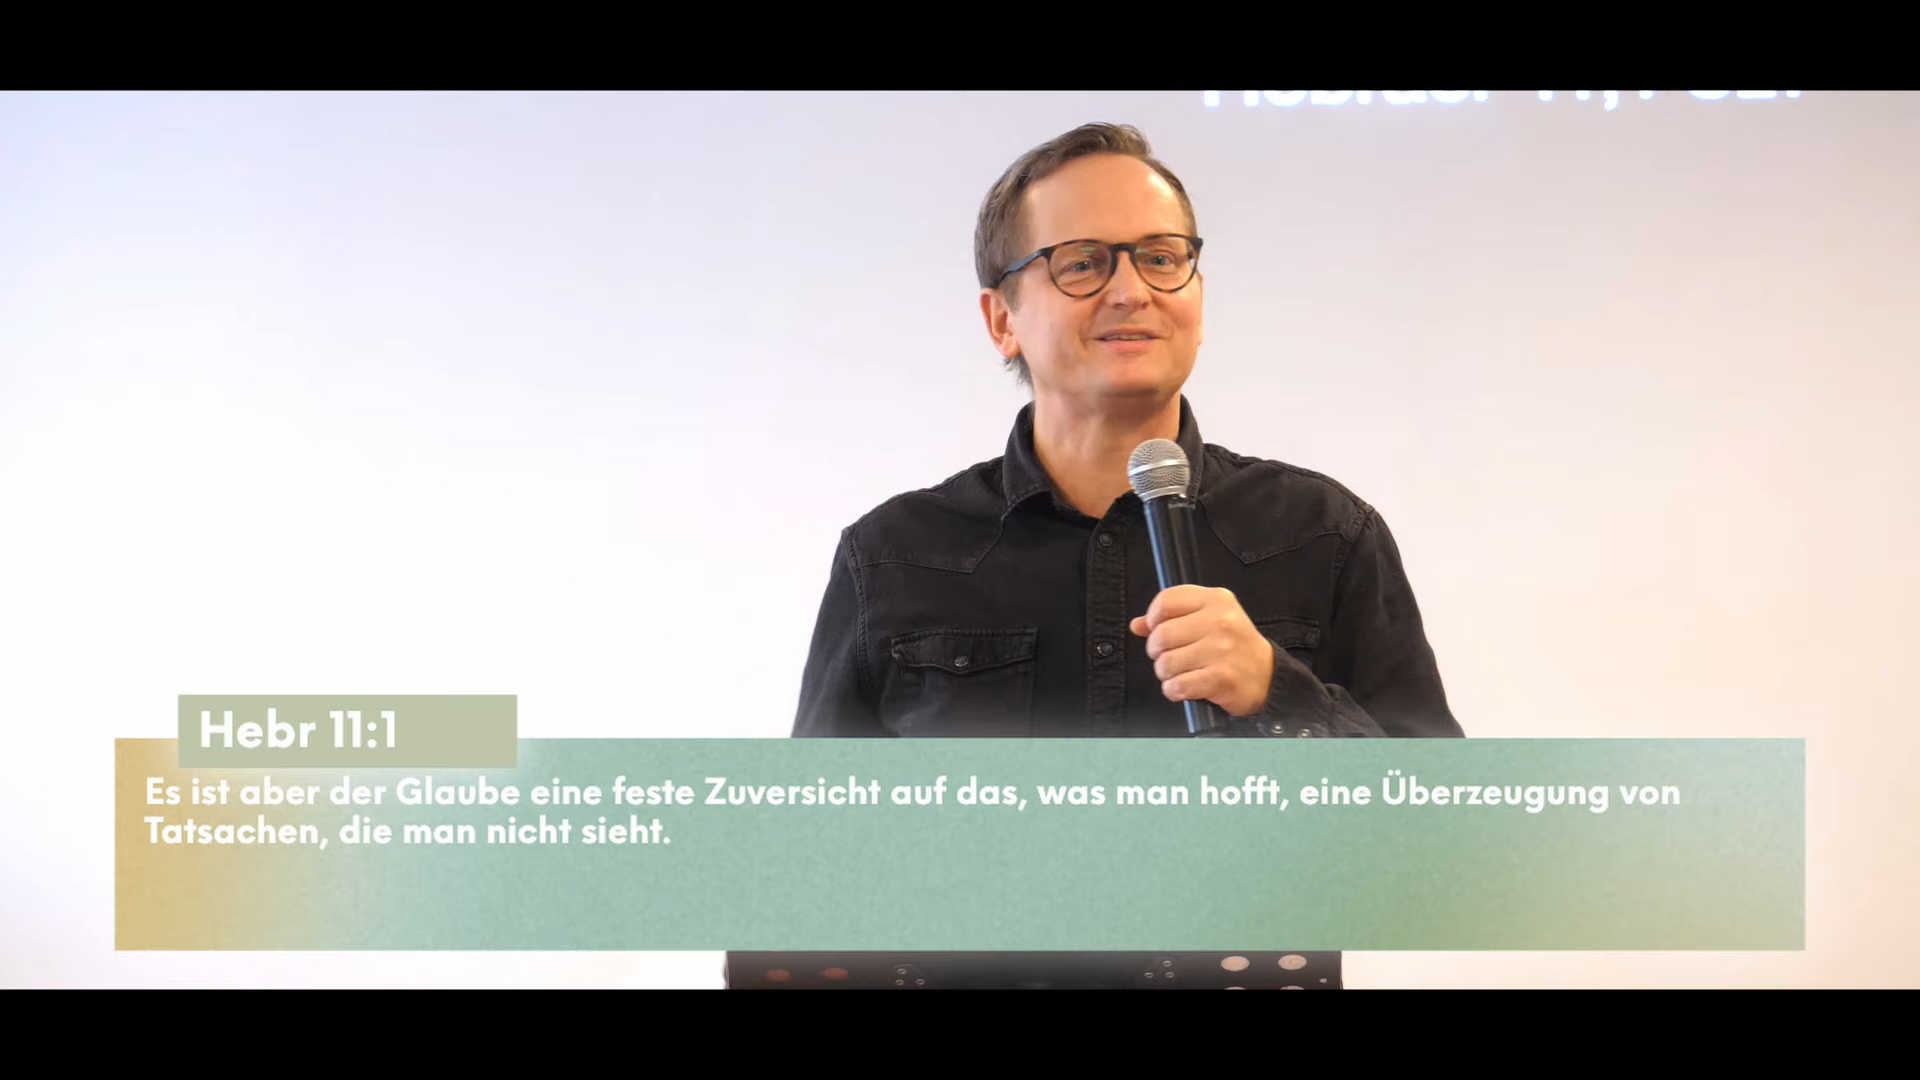 Hebr 11:1
Es ist aber der Glaube eine feste Zuversicht auf das, was man hofft, eine Überzeugung von
Tatsachen, die man nicht sieht.